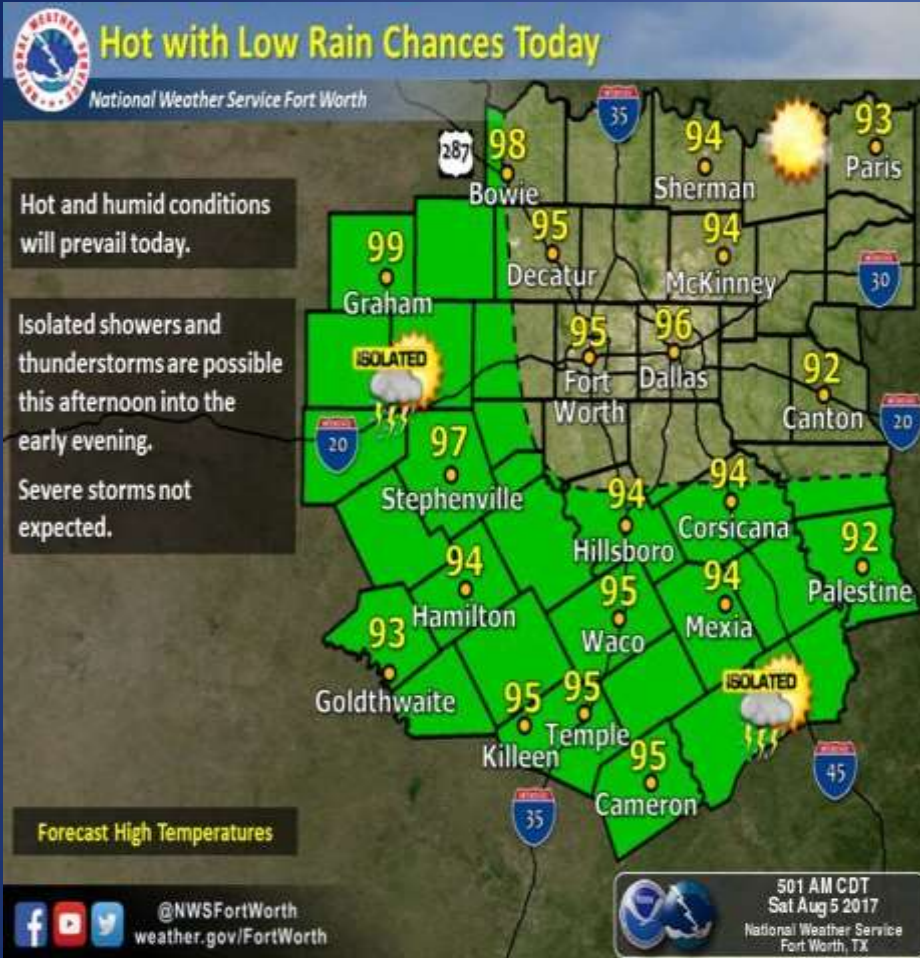 Hot with Low Rain Chances Today
National Weather Service Fort Worth
Hot and humid conditions
will prevail today.
Isolated showers and
thunderstorms are possible
this afternoon into the
early evening.
Severe storms not
expected.
287
35
98
Bowie
94
Sherman
93
Paris
99
Graham
95
Decatur
94
McKinney
30
ISOLATED
95
Fort
Worth
96
Dallas
92
Canton
20
20
97
Stephenville
94
Hillsboro
94
Corsicana
92
Palestine
94
Hamilton
95
Waco
94
Mexia
93
Goldthwaite
95
Killeen
95
Temple
ISOLATED
95
Cameron
35
45
Forecast High Temperatures
@NWSFortWorth
weather.gov/FortWorth
501 AM CDT
Sat Aug 5 2017
National Weather Service
Fort Worth, TX